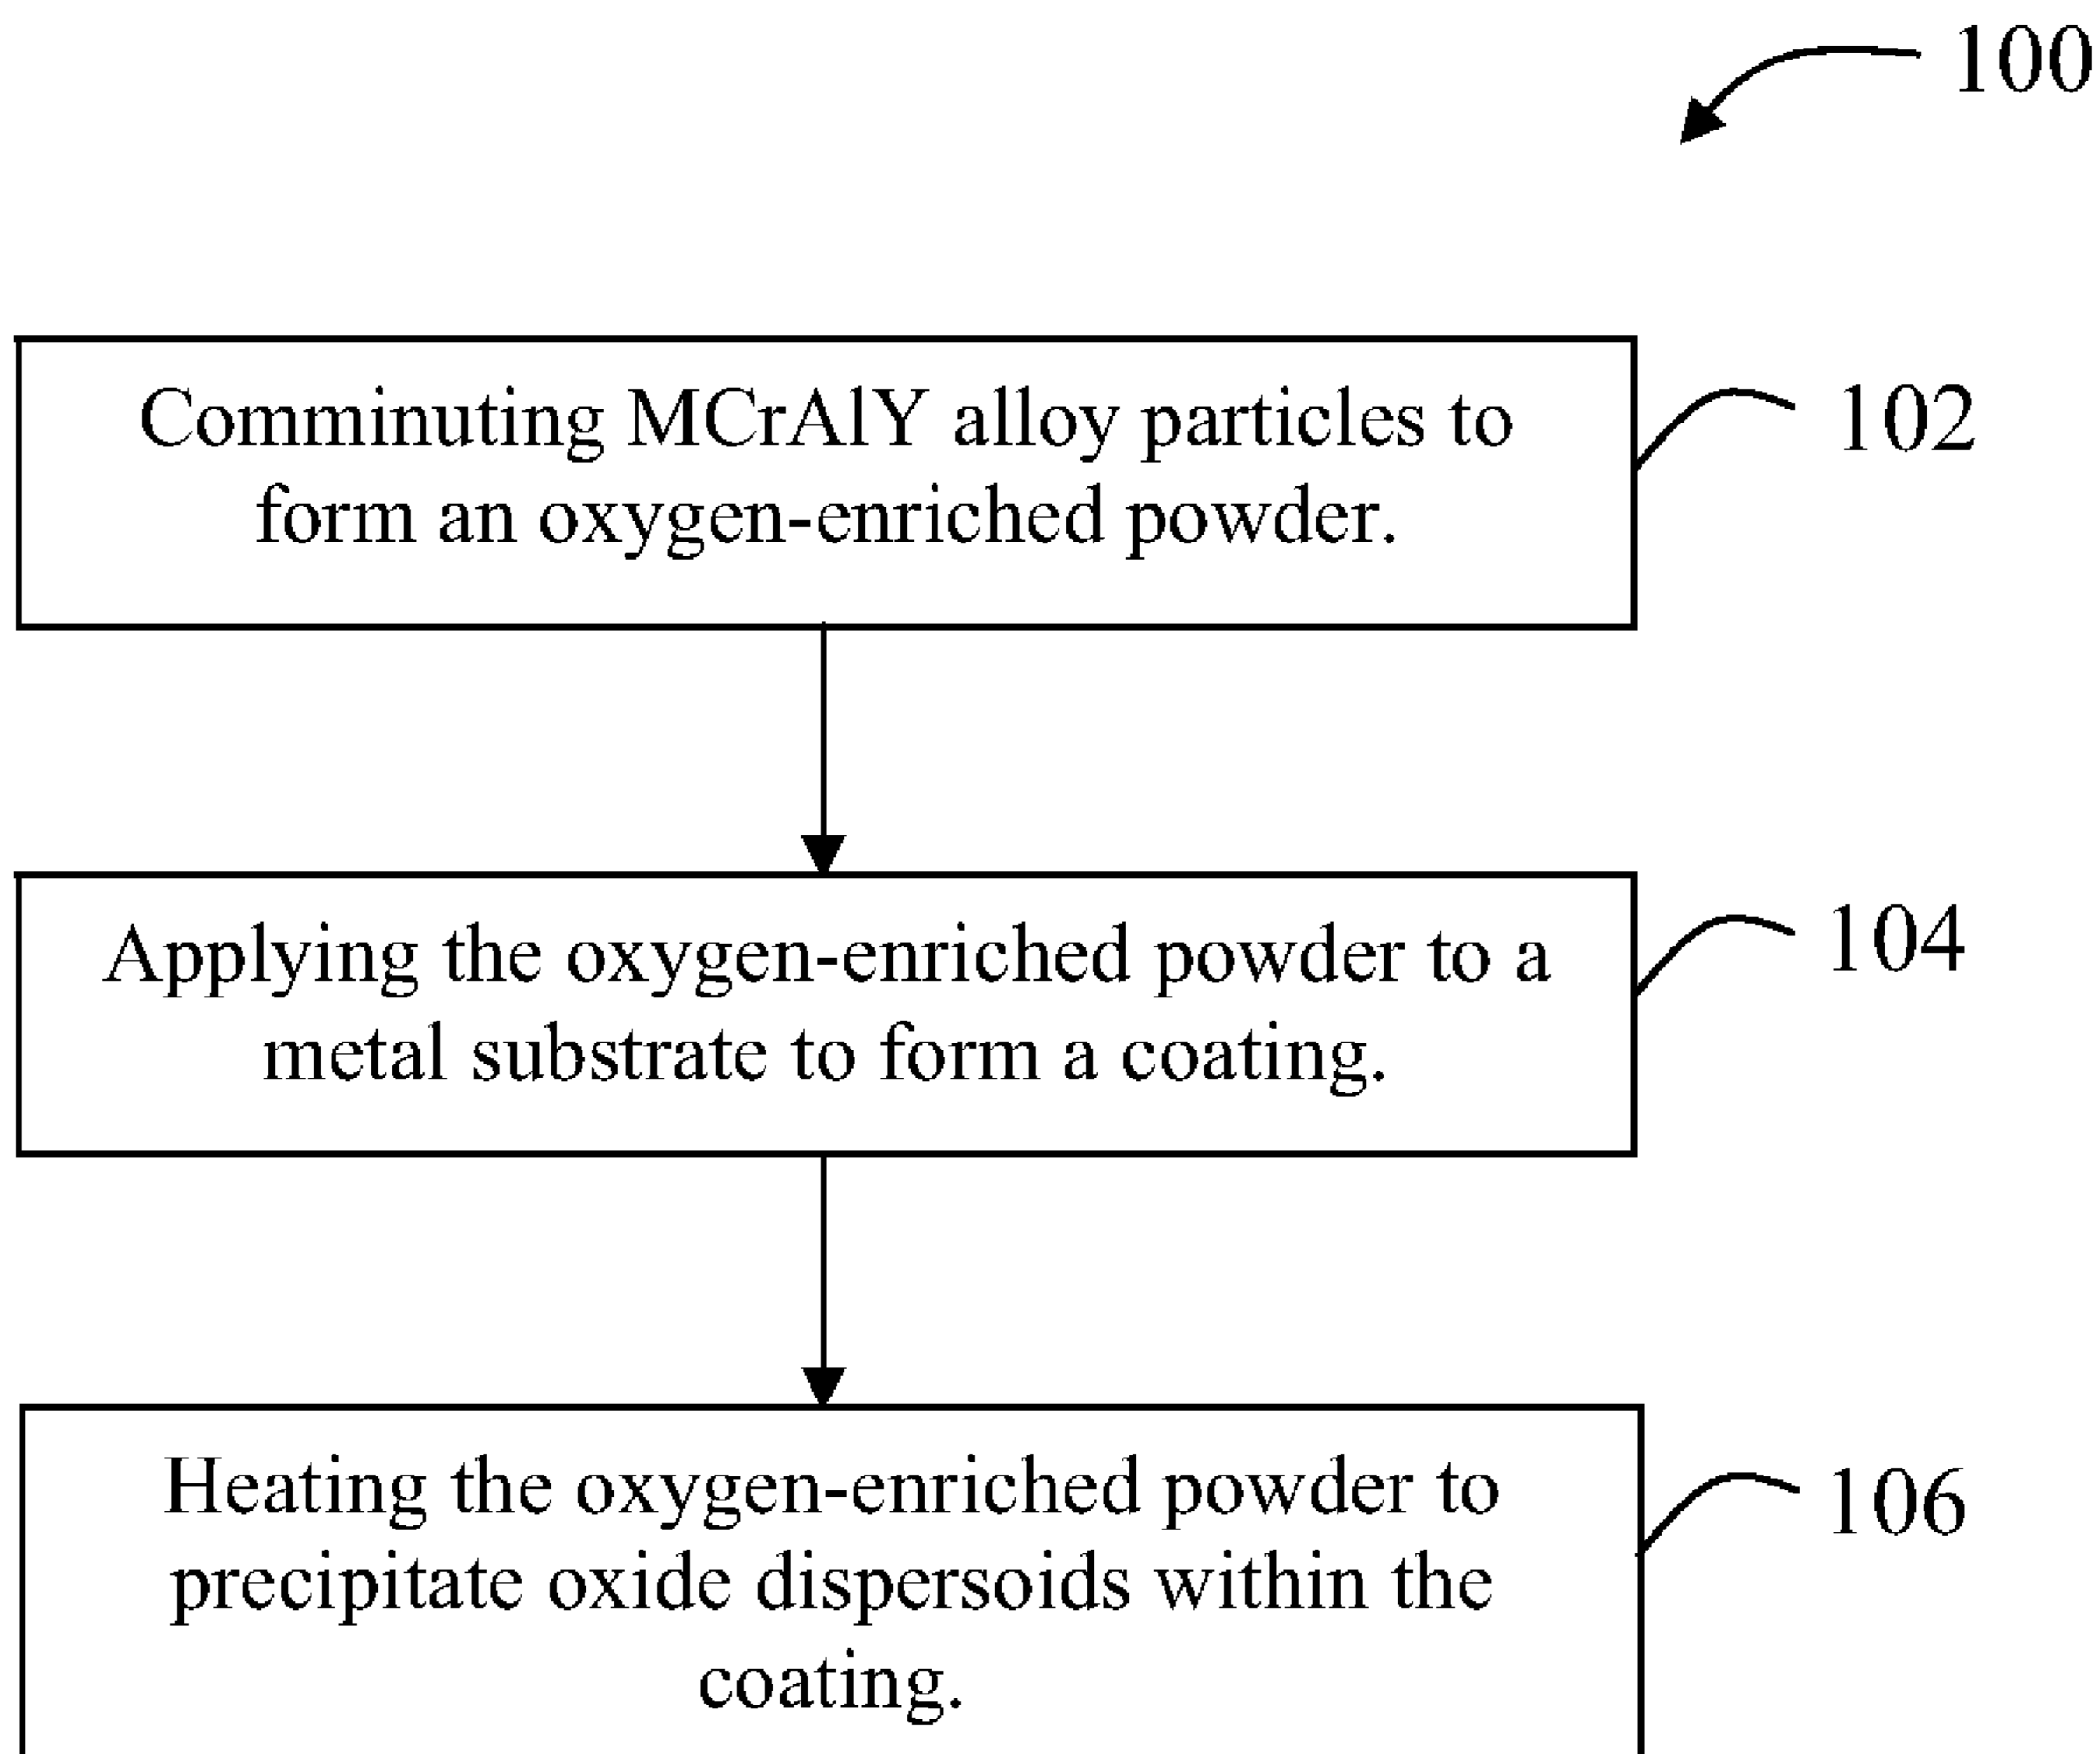 100
Comminuting MCrAlY alloy particles to
form an oxygen-enriched powder.
102
Applying the oxygen-enriched powder to a
metal substrate to form a coating.
104
Heating the oxygen-enriched powder to
precipitate oxide dispersoids within the
coating.
106